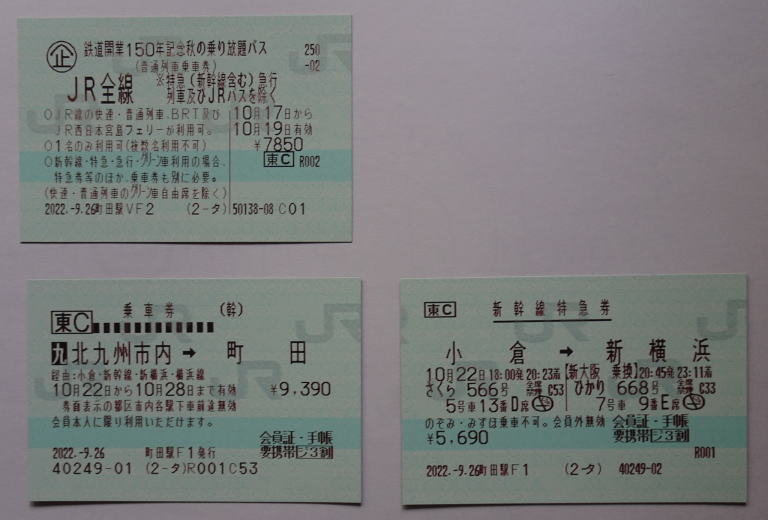 企 鉄道開業150年記念秋の乗り放題パス 250
(普通列車乗車券) -02
JR全線 ※特急(新幹線含む)急行
列車及びJRバスを除く
○JR線の快速・普通列車、BRT及び 10月17日から
JR西日本宮島フェリーが利用可。 10月19日有効
○1名のみ利用可(複数名利用不可) ¥7850
○新幹線・特急・急行・グリーン車利用の場合、 東C R002
特急券等のほか、乗車券も別に必要。
(快速・普通列車のグリーン車自由席を除く)
2022.-9.26町田駅VF2 (2-タ) 50138-08 C01
乗車券 (幹)
東C
九 北九州市内 → 町田
経由:小倉・新幹線・新横浜・横浜線
10月22日から10月28日まで有効 ¥9,390
券面表示の都区市内各駅下車前途無効
会員本人に限り利用いただけます。
会員証・手帳
要携帯ジ3割
2022.-9.26 町田駅F1発行
40249-01 (2-タ)R001C53
東C 新幹線特急券
小倉 → 新横浜
10月22日18:00発 20:23着 [新大阪 乗換]20:45発 23:11着
さくら 566号 C53 ひかり 668号 C33
5号車13番D席 7号車 9番E席
のぞみ・みずほ乗車不可。会員外無効
¥5,690
会員証・手帳
要携帯ジ3割
R001
2022.-9.26町田駅F1 (2-タ) 40249-02